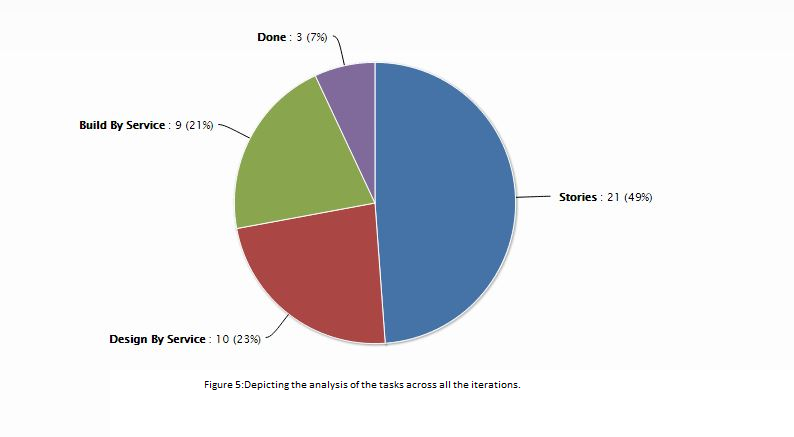 Done : 3 (7%)
Build By Service : 9 (21%)
Stories : 21 (49%)
Design By Service : 10 (23%)
Figure 5:Depicting the analysis of the tasks across all the iterations.